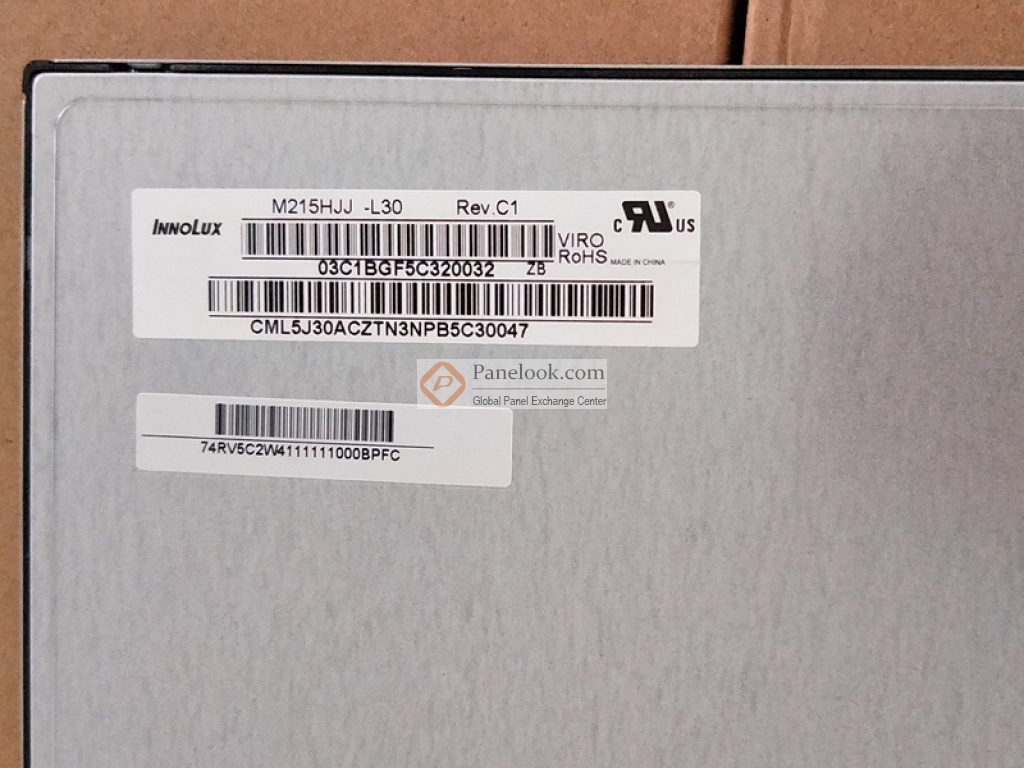 M215HJJ -L30 Rev.C1
INNOLUX
c RU® US
VIRO
RoHS MADE IN CHINA
03C1BGF5C320032 ZB
CML5J30ACZTN3NPB5C30047
P Panelook.com
Global Panel Exchange Center
74RV5C2W4111111000BPFC